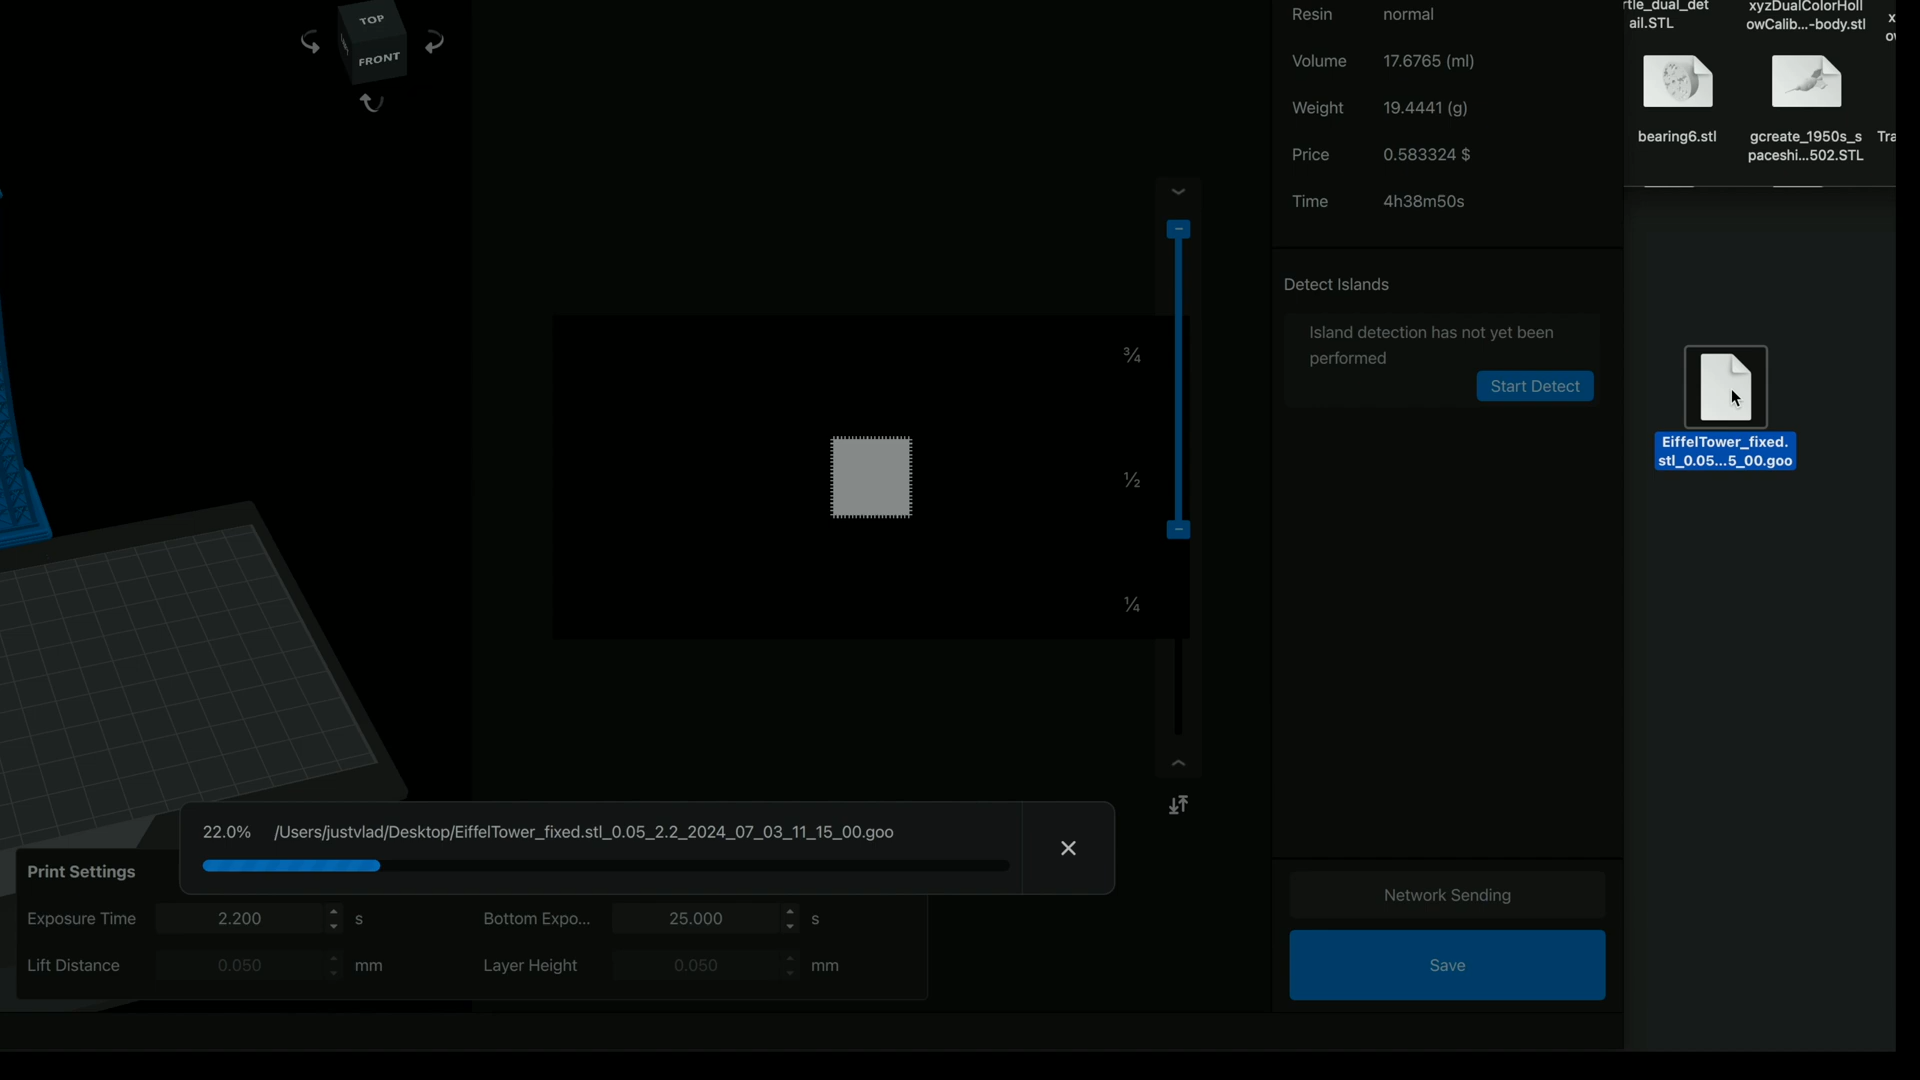 TOP
FRONT
Resin normal
Volume 17.6765 (ml)
Weight 19.4441 (g)
Price 0.583324 $
Time 4h38m50s
rtle_dual_det
ail.STL
xyzDualColorHoll
owCalib...-body.stl
x
ov
bearing6.stl
gcreate_1950s_s
paceshi...502.STL
Tra
Detect Islands
Island detection has not yet been
performed
Start Detect
¾
½
¼
EiffelTower_fixed.
stl_0.05...5_00.goo
22.0% /Users/justvlad/Desktop/EiffelTower_fixed.stl_0.05_2.2_2024_07_03_11_15_00.goo
Print Settings
Exposure Time 2.200 s Bottom Expo... 25.000 s
Lift Distance 0.050 mm Layer Height 0.050 mm
Network Sending
Save